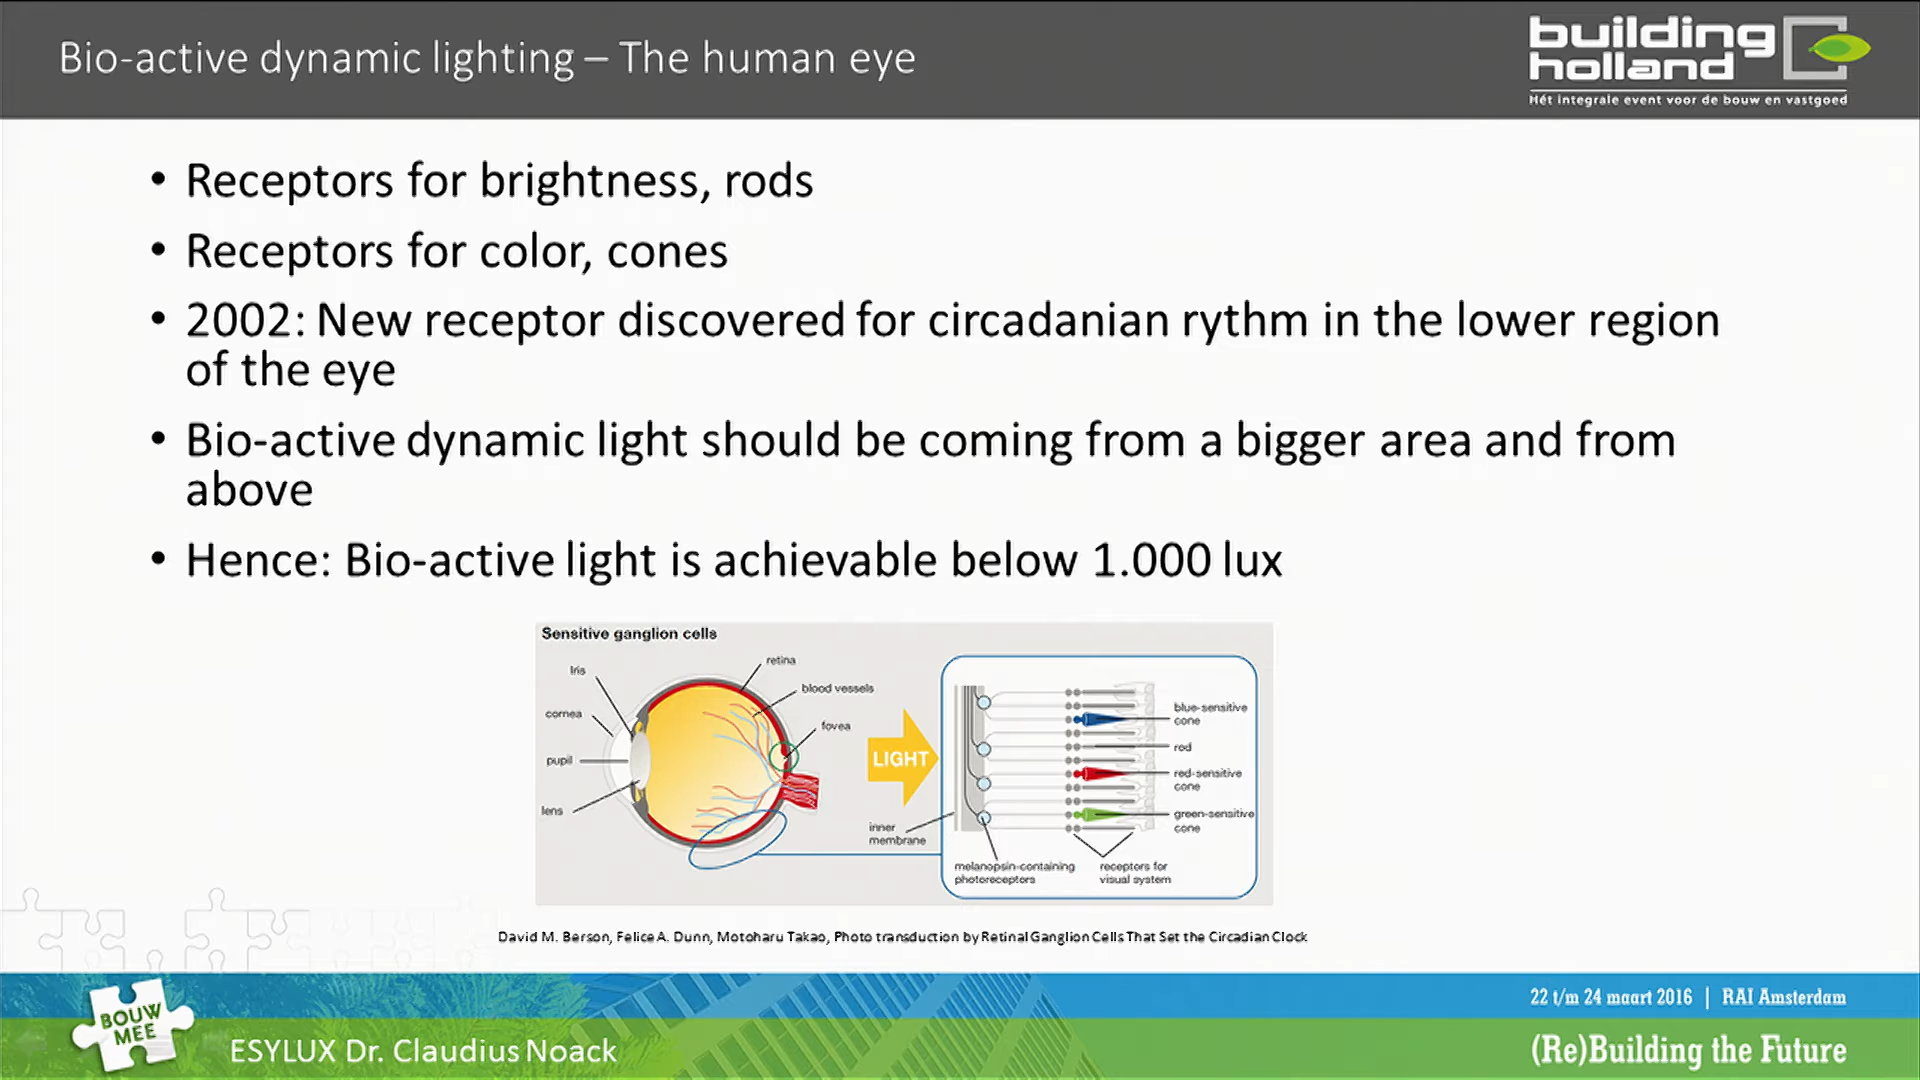 Bio-active dynamic lighting – The human eye
building
holland
Hét integrale event voor de bouw en vastgoed
• Receptors for brightness, rods
• Receptors for color, cones
• 2002: New receptor discovered for circadanian rythm in the lower region
of the eye
• Bio-active dynamic light should be coming from a bigger area and from
above
• Hence: Bio-active light is achievable below 1.000 lux
Sensitive ganglion cells
Iris
cornea
pupil
lens
retina
blood vessels
fovea
LIGHT
inner
membrane
melanopsin-containing
photoreceptors
receptors for
visual system
blue-sensitive
cone
rod
red-sensitive
cone
green-sensitive
cone
David M. Berson, Felice A. Dunn, Motoharu Takao, Photo transduction by Retinal Ganglion Cells That Set the Circadian Clock
BOUW
MEE
ESYLUX Dr. Claudius Noack
22 t/m 24 maart 2016 | RAI Amsterdam
(Re)Building the Future